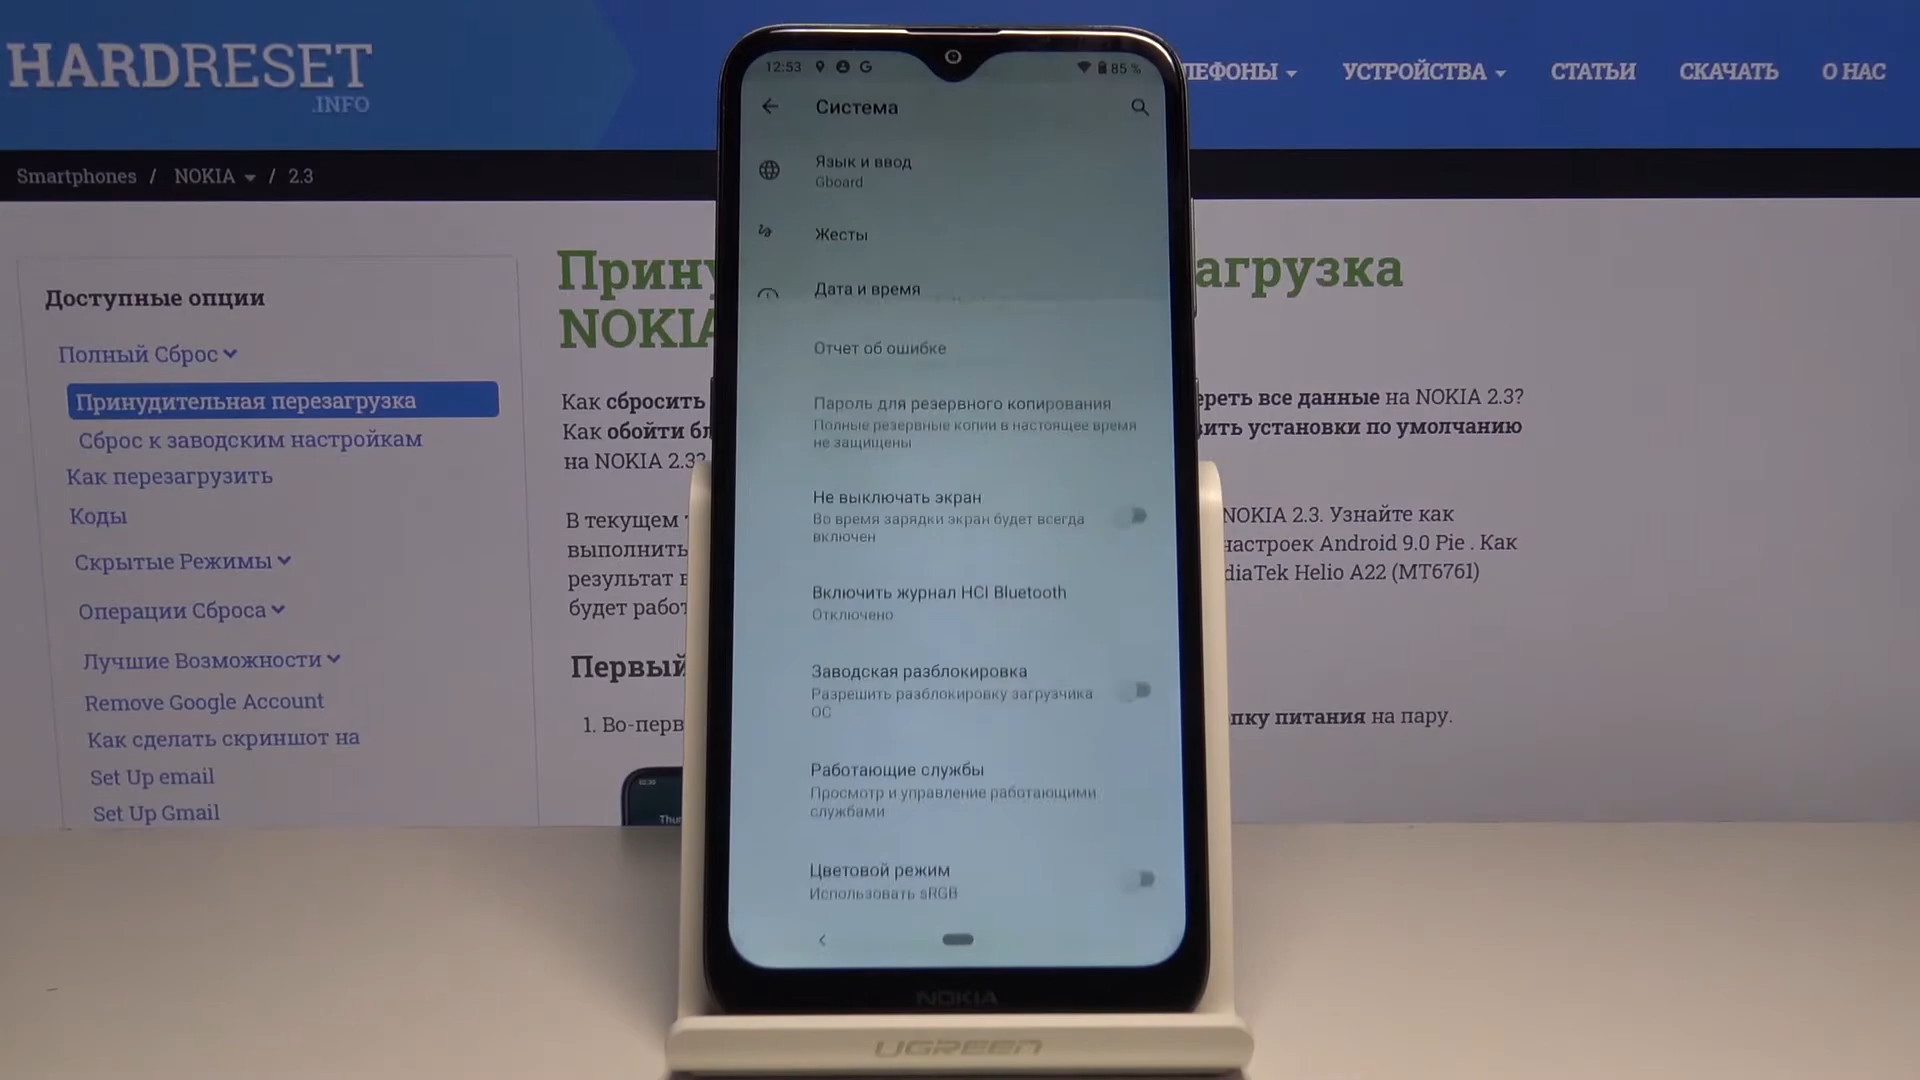 HARDRESET
.INFO
ЛЕФОНЫ
УСТРОЙСТВА
СТАТЬИ
СКАЧАТЬ
О НАС
Smartphones / NOKIA / 2.3
Доступные опции
Полный Сброс
Принудительная перезагрузка
Сброс к заводским настройкам
Как перезагрузить
Коды
Скрытые Режимы
Операции Сброса
Лучшие Возможности
Remove Google Account
Как сделать скриншот на
Set Up email
Set Up Gmail
Прину
NOKIA
Как сбросить
Как обойти бл
на NOKIA 2.3?
В текущем
выполнить
результат в
будет работ
Первый
1. Во-перв
Thur
12:53
85 %
Система
Язык и ввод
Gboard
Жесты
Дата и время
Отчет об ошибке
Пароль для резервного копирования
Полные резервные копии в настоящее время
не защищены
Не выключать экран
Во время зарядки экран будет всегда
включен
Включить журнал HCI Bluetooth
Отключено
Заводская разблокировка
Разрешить разблокировку загрузчика
ОС
Работающие службы
Просмотр и управление работающими
службами
Цветовой режим
Использовать sRGB
NOKIA
UGREEN
агрузка
ереть все данные на NOKIA 2.3?
вить установки по умолчанию
NOKIA 2.3. Узнайте как
настроек Android 9.0 Pie . Как
diaTek Helio A22 (MT6761)
опку питания на пару.